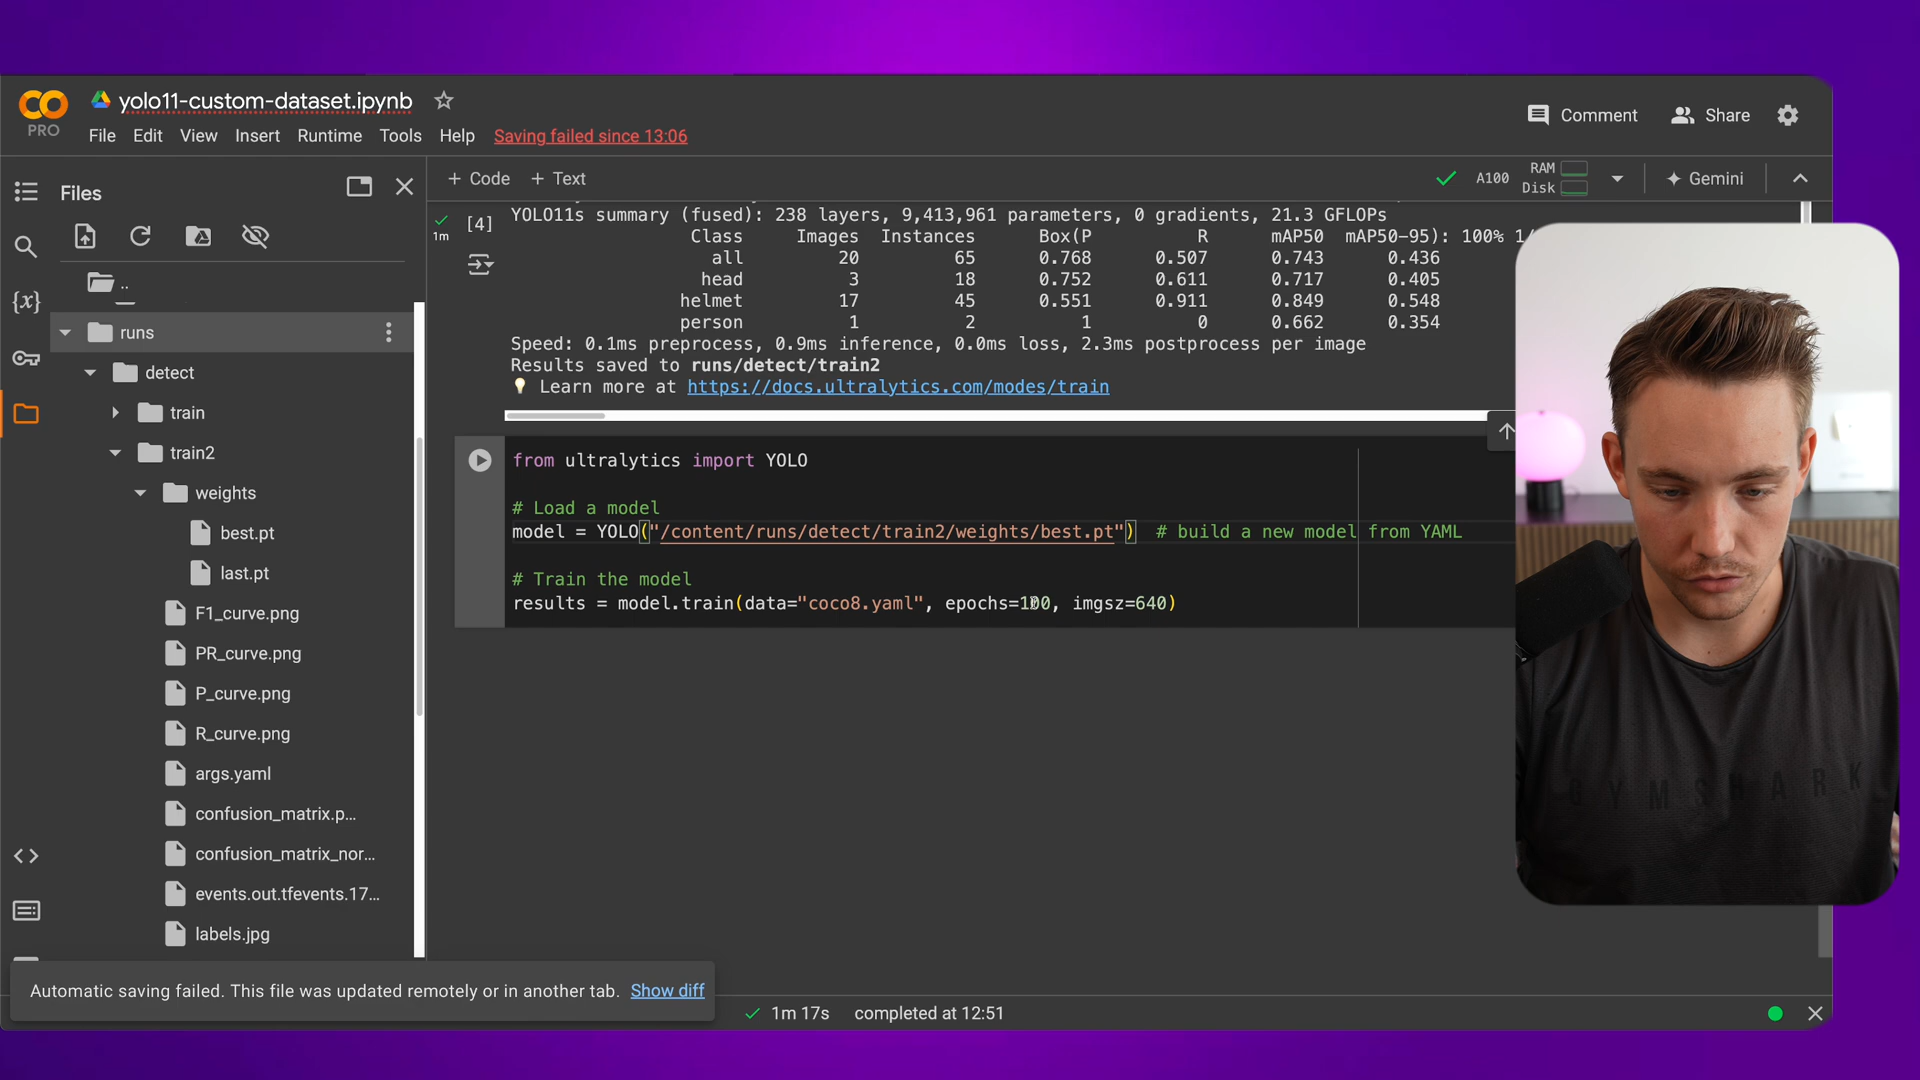 yolo11-custom-dataset.ipynb
PRO
File Edit View Insert Runtime Tools Help Saving failed since 13:06
Comment Share
Files
+ Code + Text
A100 RAM Disk Gemini
..
runs
detect
train
train2
weights
best.pt
last.pt
F1_curve.png
PR_curve.png
P_curve.png
R_curve.png
args.yaml
confusion_matrix.p...
confusion_matrix_nor...
events.out.tfevents.17...
labels.jpg
1m [4]
YOLO11s summary (fused): 238 layers, 9,413,961 parameters, 0 gradients, 21.3 GFLOPs
Class Images Instances Box(P R mAP50 mAP50-95): 100% 1/
all 20 65 0.768 0.507 0.743 0.436
head 3 18 0.752 0.611 0.717 0.405
helmet 17 45 0.551 0.911 0.849 0.548
person 1 2 1 0 0.662 0.354
Speed: 0.1ms preprocess, 0.9ms inference, 0.0ms loss, 2.3ms postprocess per image
Results saved to runs/detect/train2
💡 Learn more at https://docs.ultralytics.com/modes/train
from ultralytics import YOLO
# Load a model
model = YOLO("/content/runs/detect/train2/weights/best.pt") # build a new model from YAML
# Train the model
results = model.train(data="coco8.yaml", epochs=100, imgsz=640)
Automatic saving failed. This file was updated remotely or in another tab. Show diff
1m 17s completed at 12:51
GYMSHARK